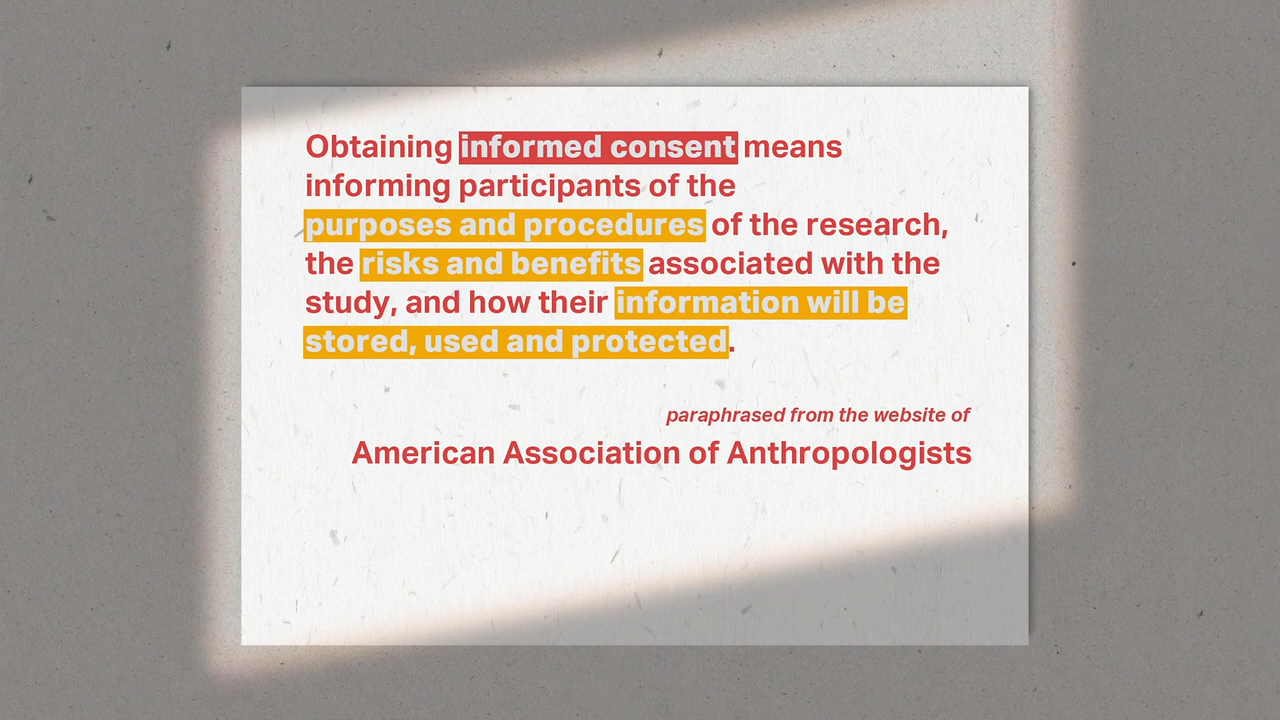 Obtaining informed consent means
informing participants of the
purposes and procedures of the research,
the risks and benefits associated with the
study, and how their information will be
stored, used and protected.
paraphrased from the website of
American Association of Anthropologists